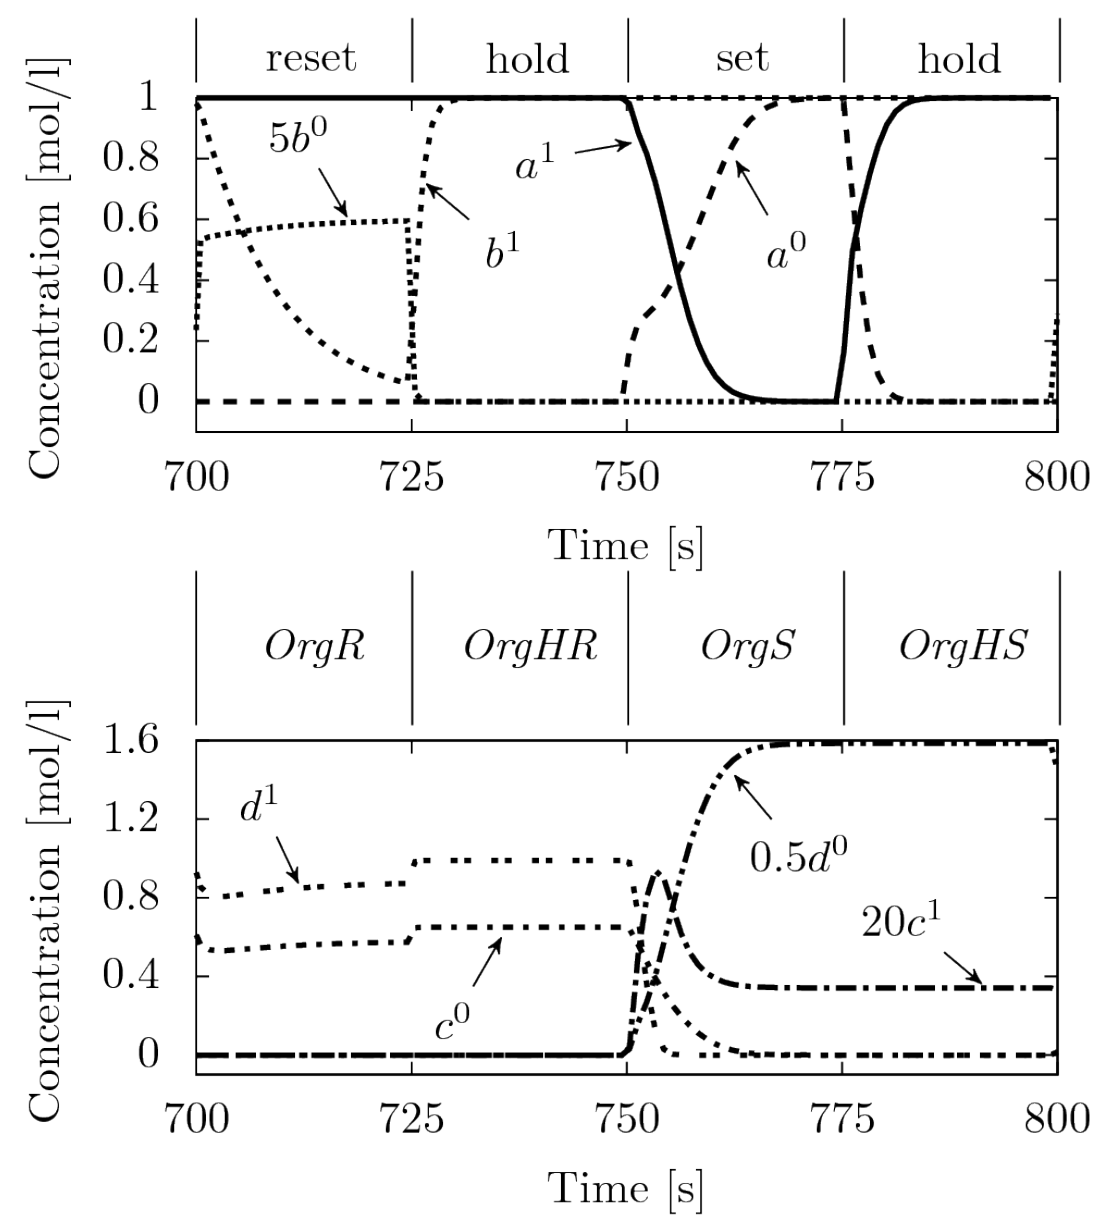 reset hold set hold
Concentration [mol/l]
1
0.8
0.6
0.4
0.2
0
5b⁰
a¹
b¹
a⁰
700 725 750 775 800
Time [s]
OrgR OrgHR OrgS OrgHS
Concentration [mol/l]
1.6
1.2
0.8
0.4
0
d¹
0.5d⁰
20c¹
c⁰
700 725 750 775 800
Time [s]